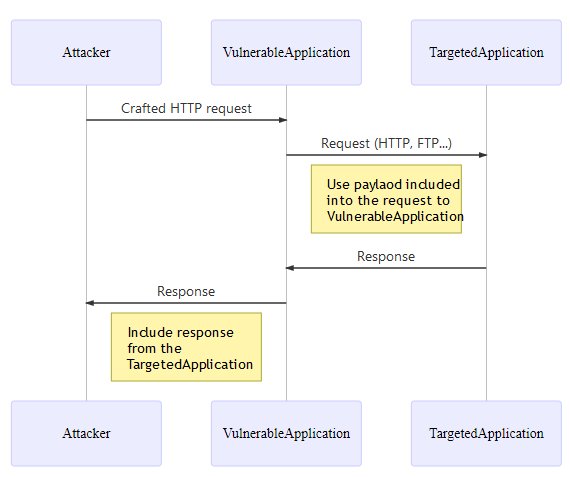 Attacker
VulnerableApplication
TargetedApplication
Crafted HTTP request
Request (HTTP, FTP...)
Use paylaod included
into the request to
VulnerableApplication
Response
Response
Include response
from the
TargetedApplication
Attacker
VulnerableApplication
TargetedApplication